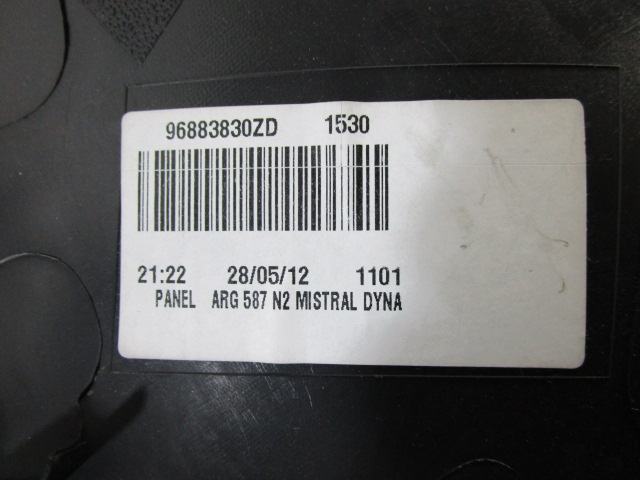 96883830ZD 1530
21:22 28/05/12 1101
PANEL ARG 587 N2 MISTRAL DYNA